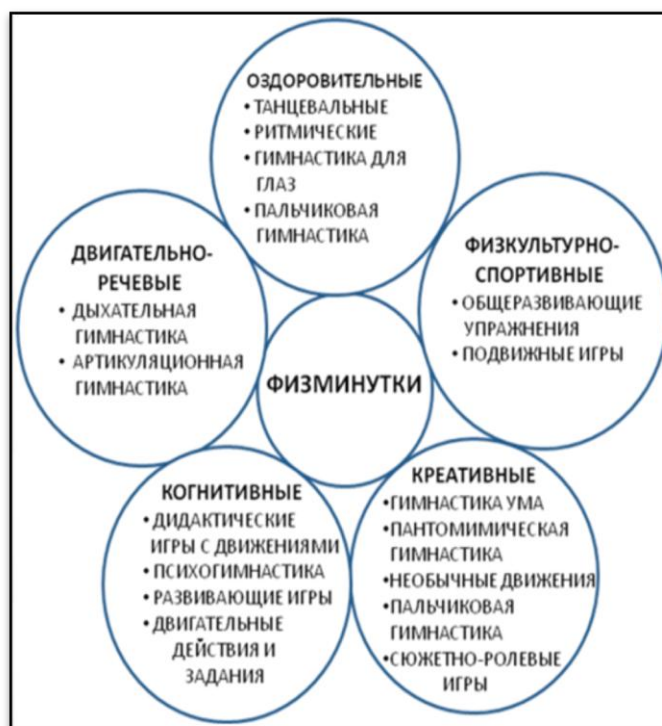 ОЗДОРОВИТЕЛЬНЫЕ
• ТАНЦЕВАЛЬНЫЕ
• РИТМИЧЕСКИЕ
• ГИМНАСТИКА ДЛЯ
ГЛАЗ
• ПАЛЬЧИКОВАЯ
ГИМНАСТИКА
ДВИГАТЕЛЬНО-
РЕЧЕВЫЕ
• ДЫХАТЕЛЬНАЯ
ГИМНАСТИКА
• АРТИКУЛЯЦИОННАЯ
ГИМНАСТИКА
ФИЗКУЛЬТУРНО-
СПОРТИВНЫЕ
• ОБЩЕРАЗВИВАЮЩИЕ
УПРАЖНЕНИЯ
• ПОДВИЖНЫЕ ИГРЫ
ФИЗМИНУТКИ
КОГНИТИВНЫЕ
• ДИДАКТИЧЕСКИЕ
ИГРЫ С ДВИЖЕНИЯМИ
• ПСИХОГИМНАСТИКА
• РАЗВИВАЮЩИЕ ИГРЫ
• ДВИГАТЕЛЬНЫЕ
ДЕЙСТВИЯ И
ЗАДАНИЯ
КРЕАТИВНЫЕ
• ГИМНАСТИКА УМА
• ПАНТОМИМИЧЕСКАЯ
ГИМНАСТИКА
• НЕОБЫЧНЫЕ ДВИЖЕНИЯ
• ПАЛЬЧИКОВАЯ
ГИМНАСТИКА
• СЮЖЕТНО-РОЛЕВЫЕ
ИГРЫ